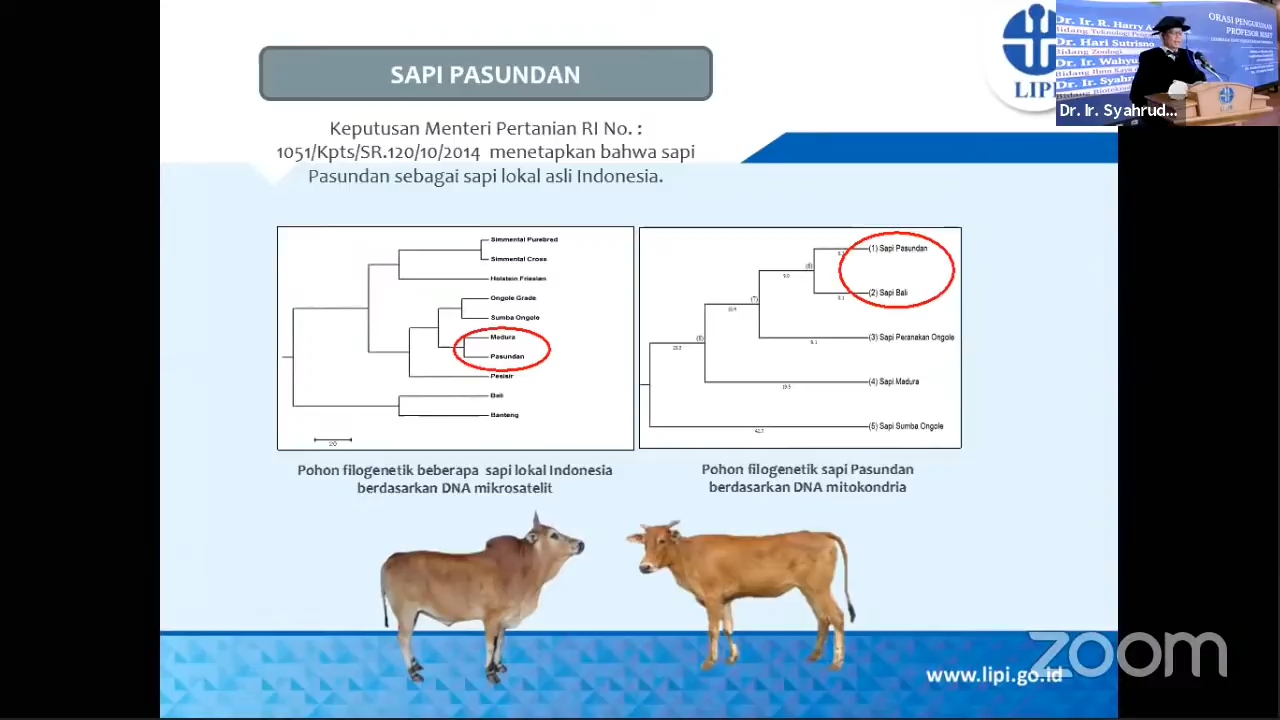 SAPI PASUNDAN
Keputusan Menteri Pertanian RI No. :
1051/Kpts/SR.120/10/2014 menetapkan bahwa sapi
Pasundan sebagai sapi lokal asli Indonesia.
LIPI
Dr. Ir. R. Harry A
Dr. Hari Sutrisno
Bidang Zoologi
Dr. Ir. Wahyu
Dr. Ir. Syahr
ORASI PENGUKUHAN
PROFESOR RISET
Dr. Ir. Syahrud...
Simmental Purebred
Simmental Cross
Holstein Friesian
Ongole Grade
Sumba Ongole
Madura
Pasundan
Pesisir
Bali
Banteng
20
Pohon filogenetik beberapa sapi lokal Indonesia
berdasarkan DNA mikrosatelit
(1) Sapi Pasundan
(2) Sapi Bali
(3) Sapi Peranakan Ongole
(4) Sapi Madura
(5) Sapi Sumba Ongole
Pohon filogenetik sapi Pasundan
berdasarkan DNA mitokondria
www.lipi.go.id
zoom